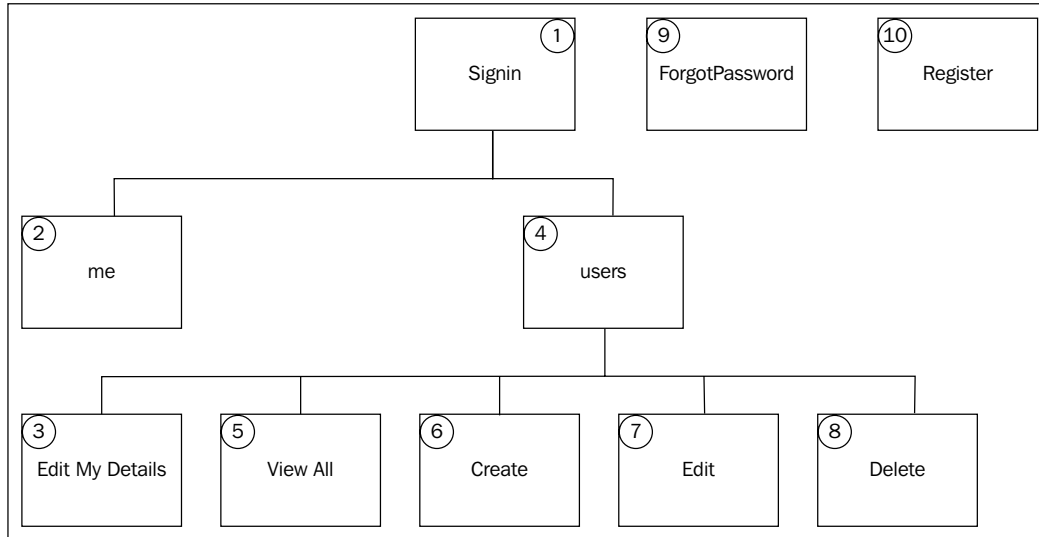 1
Signin
9
ForgotPassword
10
Register
2
me
4
users
3
Edit My Details
5
View All
6
Create
7
Edit
8
Delete